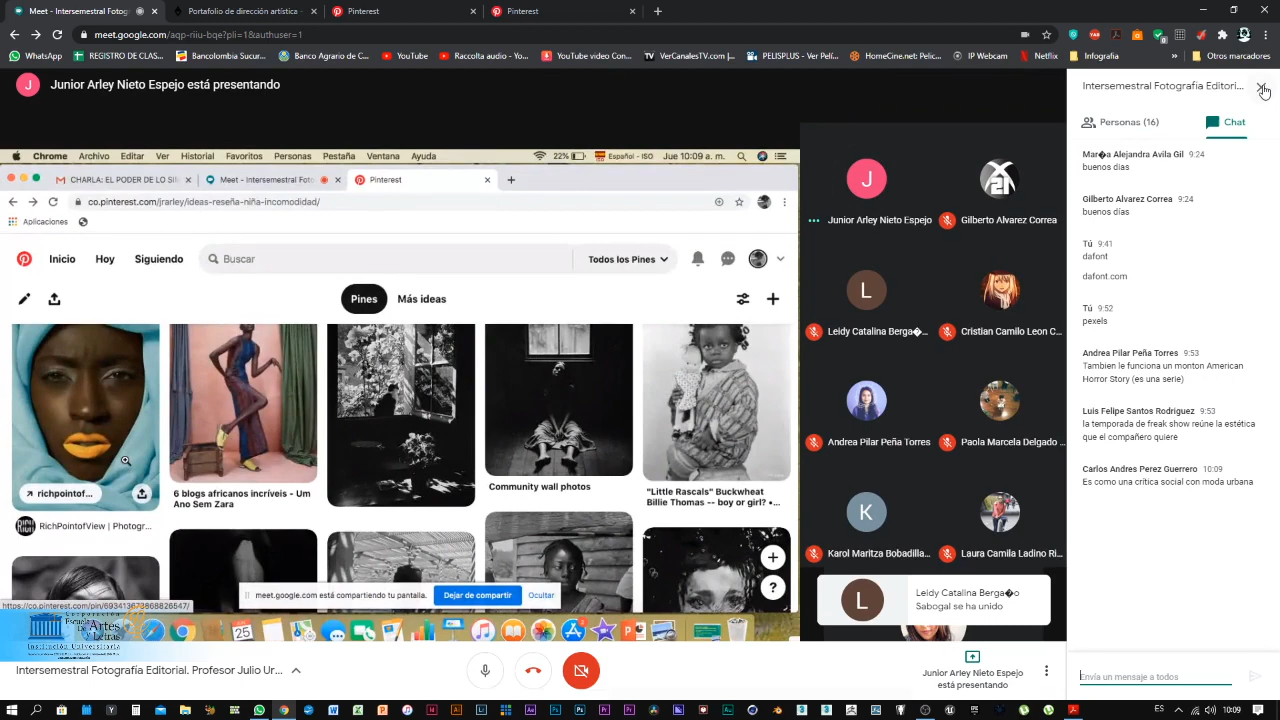 Meet - Intersemestral
Portafolio de dirección artística -
Pinterest
Pinterest
meet.google.com/aqp-riiu-bqe?pli=1&authuser=1
WhatsApp
REGISTRO DE CLAS...
Bancolombia Sucur...
Banco Agrario de C...
YouTube
Raccolta audio - Yo...
YouTube video Conv...
VerCanalesTV.com |...
PELISPLUS - Ver Pelí...
HomeCine.net: Pelíc...
IP Webcam
Infografia
Junior Arley Nieto Espejo está presentando
Chrome
Archivo
Editar
Ver
Historial
Favoritos
Personas
Pestaña
Ventana
Ayuda
22%
Español - ISO
Jue 10:09 a. m.
CHARLA: EL PODER DE LO SI
Meet - Intersemestral Fot
Pinterest
co.pinterest.com/jrarley/ideas-reseña-niña-incomodidad/
Aplicaciones
Inicio
Hoy
Siguiendo
Buscar
Todos los Pines
Pines
Más ideas
richpointof...
RichPointofView | Photogr...
6 blogs africanos incríveis - Um
Ano Sem Zara
Community wall photos
"Little Rascals" Buckwheat
Billie Thomas -- boy or girl? •...
?
https://co.pinterest.com/pin/693413673868826547/
meet.google.com está compartiendo tu pantalla.
Dejar de compartir
Ocultar
Institución Universitaria
Intersemestral Fotografía Editorial. Profesor Julio Ur...
Junior Arley Nieto Espejo
está presentando
J
Junior Arley Nieto Espejo
Gilberto Alvarez Correa
L
Leidy Catalina Berga�...
Cristian Camilo Leon C...
Andrea Pilar Peña Torres
Paola Marcela Delgado ...
K
Karol Maritza Bobadilla...
Laura Camila Ladino Ri...
L
Leidy Catalina Berga�o
Sabogal se ha unido
Intersemestral Fotografía Editori...
Personas (16)
Chat
Mar�a Alejandra Avila Gil 9:24
buenos dias
Gilberto Alvarez Correa 9:24
buenos días
Tú 9:41
dafont
dafont.com
Tú 9:52
pexels
Andrea Pilar Peña Torres 9:53
Tambien le funciona un monton American
Horror Story (es una serie)
Luis Felipe Santos Rodriguez 9:53
la temporada de freak show reúne la estética
que el compañero quiere
Carlos Andres Perez Guerrero 10:09
Es como una crítica social con moda urbana
Envía un mensaje a todos
ES
10:09